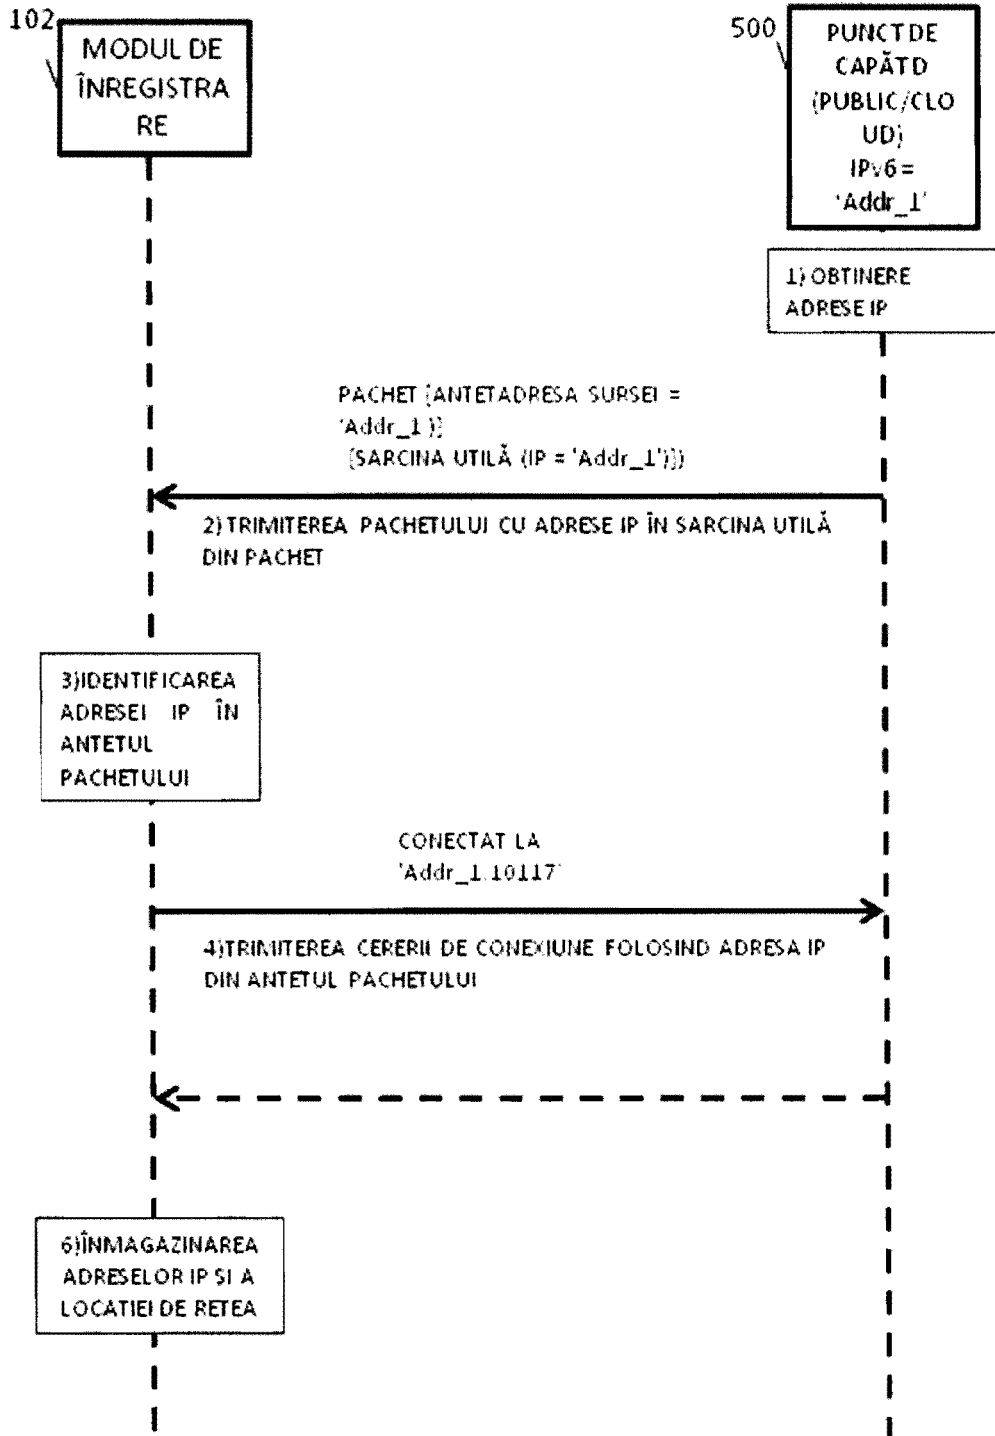 102
MODUL DE
ÎNREGISTRA
RE
500
PUNCT DE
CAPĂT D
(PUBLIC/CLO
UD)
IPv6 =
'Addr_1'
1) OBTINERE
ADRESE IP
PACHET [ANTETADRESA SURSEI =
'Addr_1')]
[SARCINA UTILĂ (IP = 'Addr_1')])
2) TRIMITEREA PACHETULUI CU ADRESE IP ÎN SARCINA UTILĂ
DIN PACHET
3)IDENTIFICAREA
ADRESEI IP ÎN
ANTETUL
PACHETULUI
CONECTAT LA
'Addr_1:10117'
4)TRIMITEREA CERERII DE CONEXIUNE FOLOSIND ADRESA IP
DIN ANTETUL PACHETULUI
6)ÎNMAGAZINAREA
ADRESELOR IP SI A
LOCATIEI DE RETEA